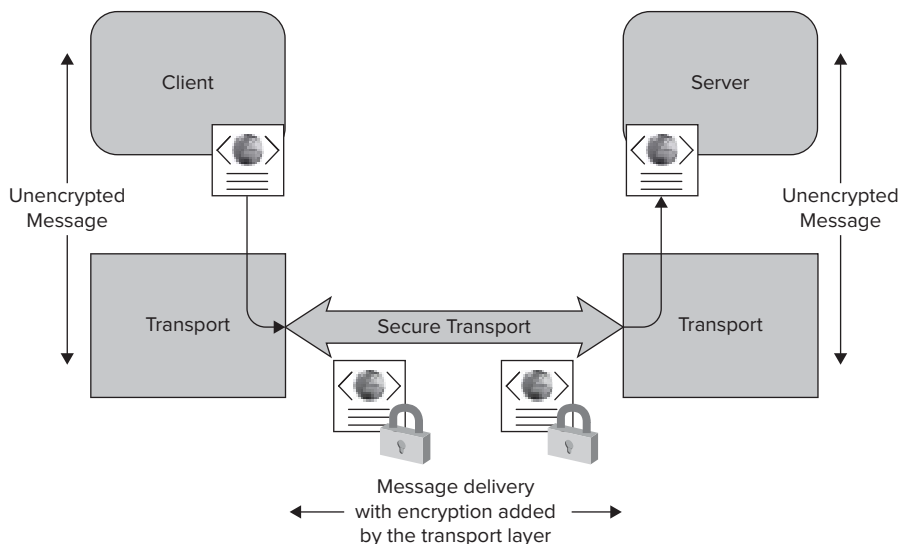 Client
Server
Unencrypted
Message
Unencrypted
Message
Transport
Secure Transport
Transport
Message delivery
with encryption added
by the transport layer